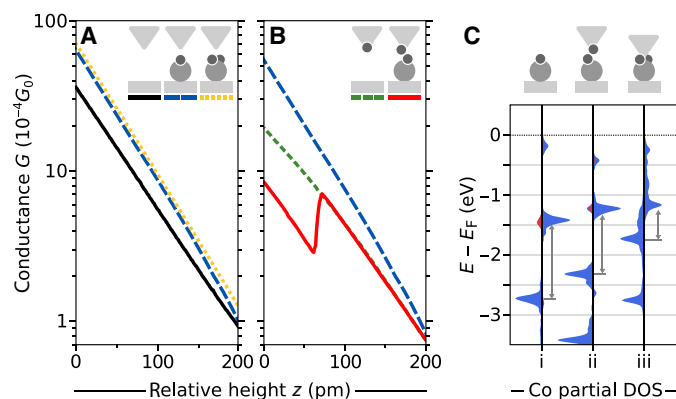 A
B
C
100
10
1
Conductance G (10⁻⁴G₀)
0
100
200
0
100
200
Relative height z (pm)
0
−1
−2
−3
E − E_F (eV)
i
ii
iii
Co partial DOS